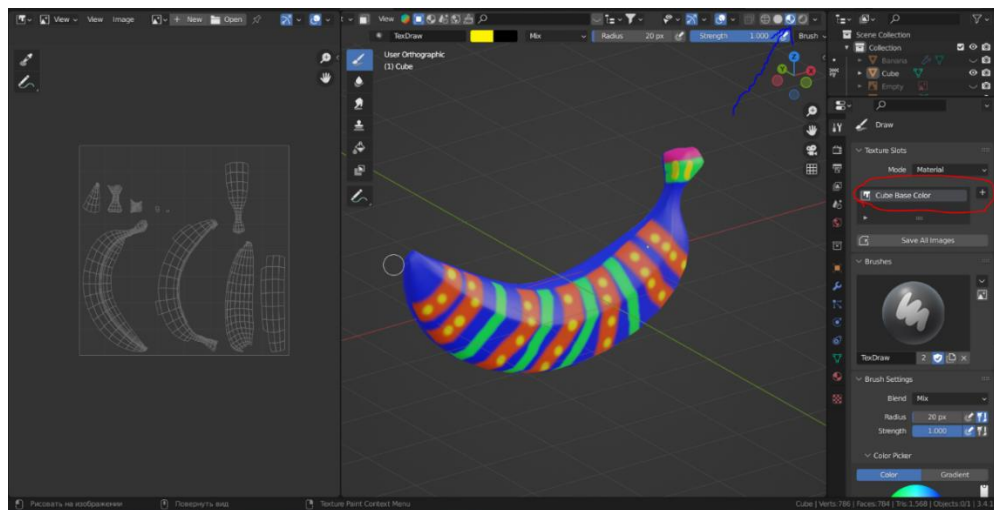 View View Image New Open View
TexDraw Mix Radius 20 px Strength 1.000 Brush
User Orthographic
(1) Cube
Scene Collection
Collection
Banana
Cube
Empty
Draw
Texture Slots
Mode Material
Cube Base Color
Save All Images
Brushes
TexDraw 2
Brush Settings
Blend Mix
Radius 20 px
Strength 1.000
Color Picker
Color Gradient
Рисовать на изображении Повернуть вид Texture Paint Context Menu Cube | Verts:786 | Faces:784 | Tris:1,568 | Objects:0/1 | 3.4.1